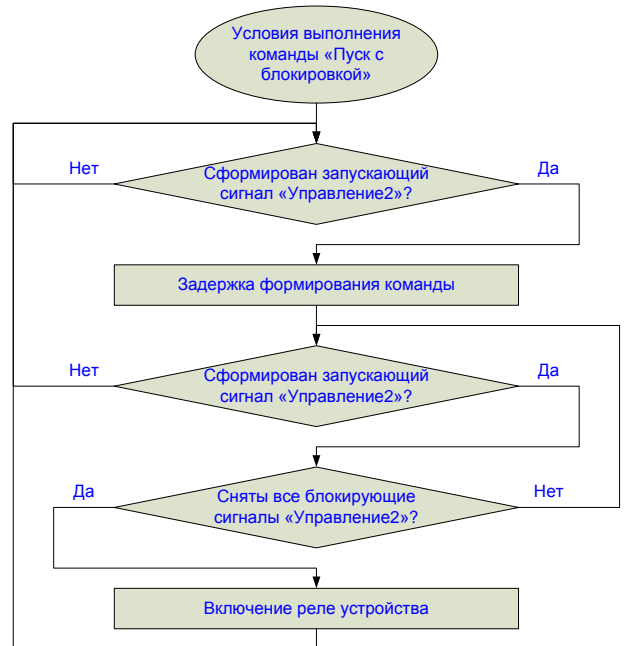 Условия выполнения
команды «Пуск с
блокировкой»
Нет
Сформирован запускающий
сигнал «Управление2»?
Да
Задержка формирования команды
Нет
Сформирован запускающий
сигнал «Управление2»?
Да
Да
Сняты все блокирующие
сигналы «Управление2»?
Нет
Включение реле устройства